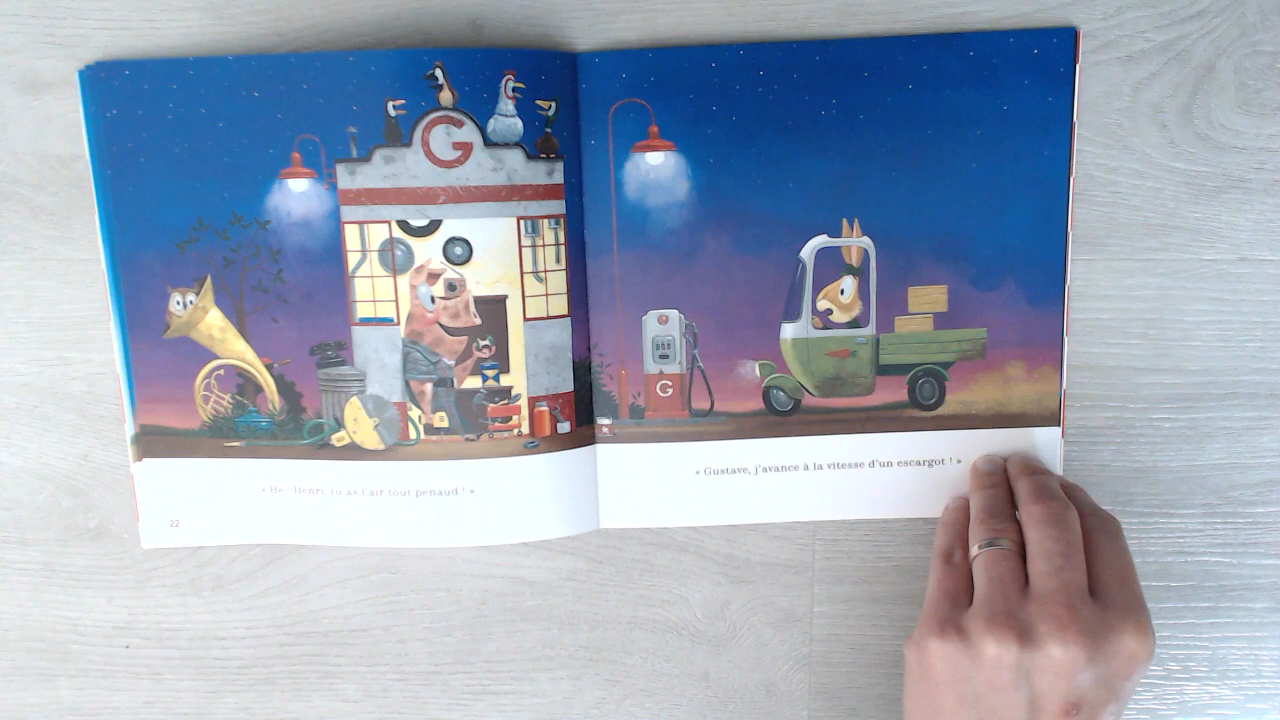 G
« Hé ! Henri, tu as l'air tout penaud ! »
22
G
« Gustave, j'avance à la vitesse d'un escargot ! »